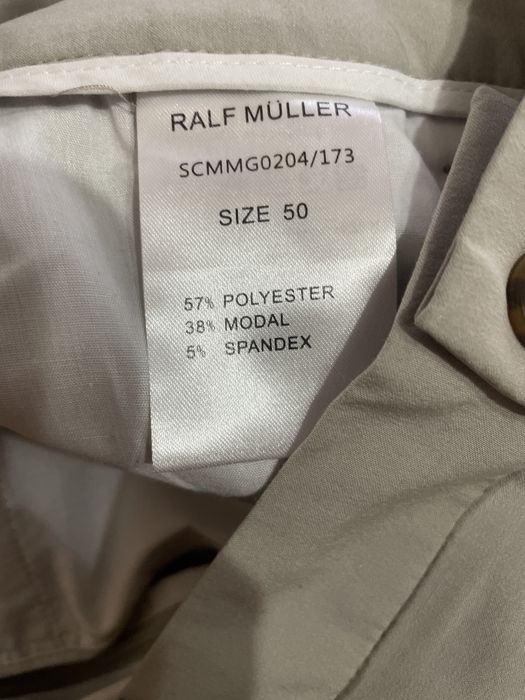 RALF MÜLLER
SCMMG0204/173
SIZE 50
57% POLYESTER
38% MODAL
5% SPANDEX